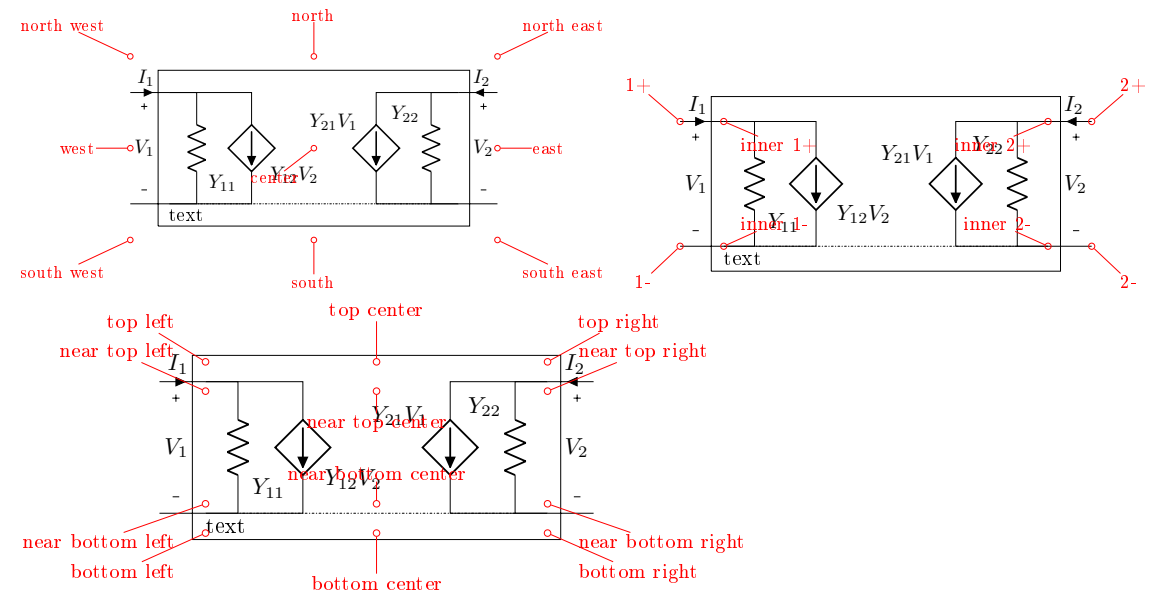 north west
north
north east
I₁
I₂
+
+
Y₂₁V₁
Y₂₂
west
V₁
V₂
east
center
Y₁₁
Y₁₂V₂
-
-
text
south west
south
south east
1+
2+
I₁
I₂
+
+
inner 1+
inner 2+
Y₂₁V₁
Y₂₂
V₁
V₂
Y₁₂V₂
inner 1-
Y₁₁
inner 2-
-
-
text
1-
2-
top left
top center
top right
near top left
near top right
I₁
I₂
+
+
Y₂₁V₁
Y₂₂
near top center
V₁
V₂
near bottom center
Y₁₁
Y₁₂V₂
-
-
text
near bottom left
near bottom right
bottom left
bottom center
bottom right